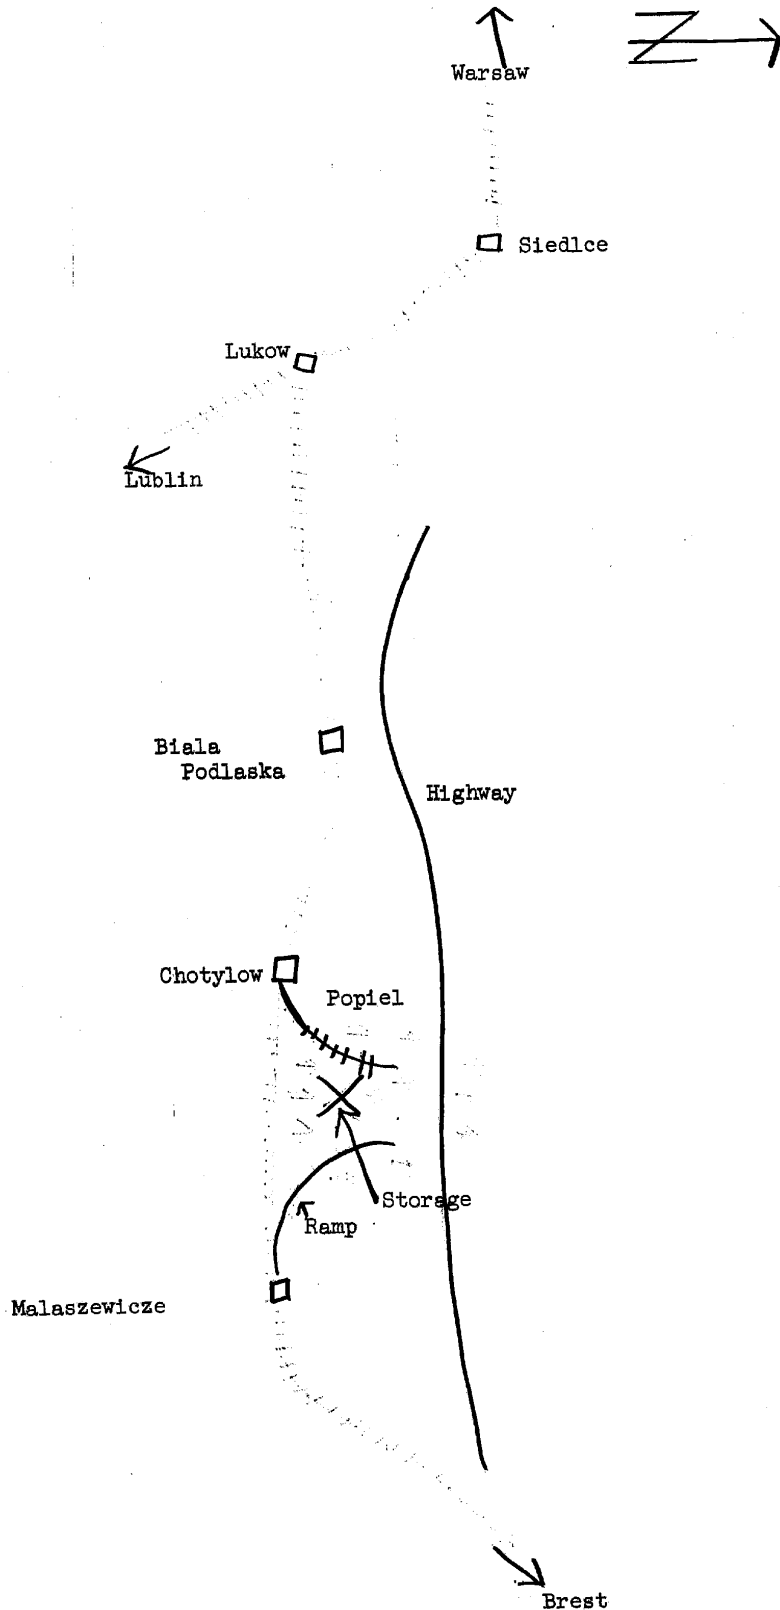 Warsaw
N
Siedlce
Lukow
Lublin
Biala
Podlaska
Highway
Chotylow
Popiel
Storage
Ramp
Malaszewicze
Brest